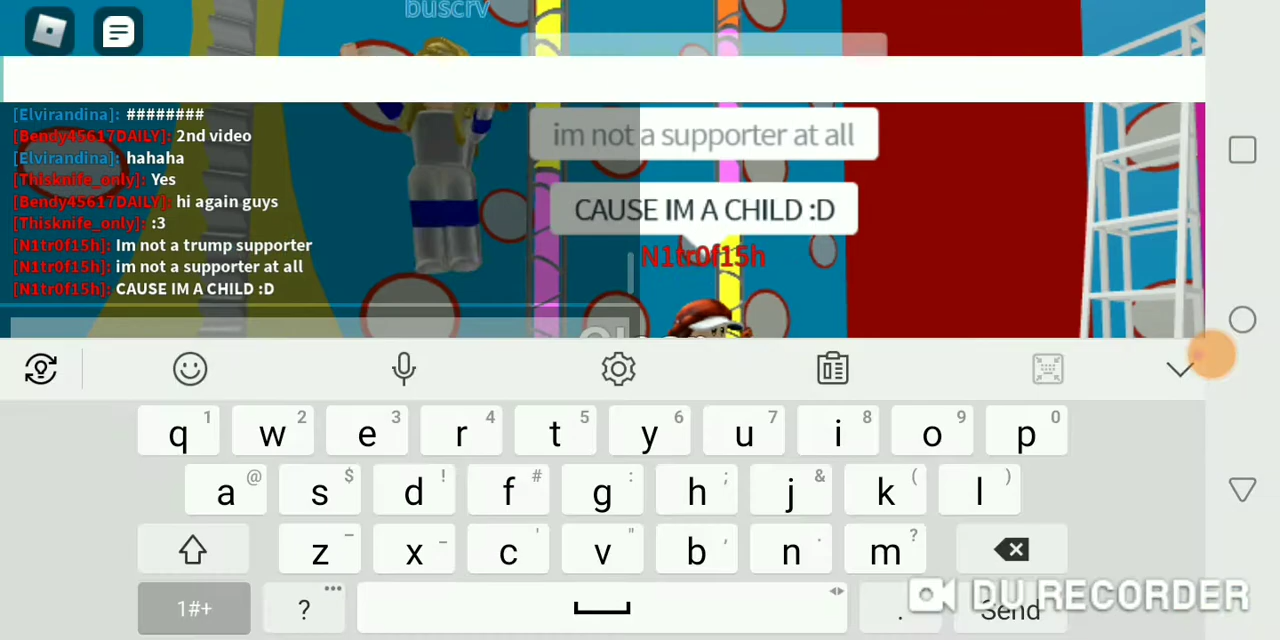 buscrv
[Elvirandina]: ########
[Bendy45617DAILY]: 2nd video
[Elvirandina]: hahaha
[Thisknife_only]: Yes
[Bendy45617DAILY]: hi again guys
[Thisknife_only]: :3
[N1tr0f15h]: Im not a trump supporter
[N1tr0f15h]: im not a supporter at all
[N1tr0f15h]: CAUSE IM A CHILD :D
im not a supporter at all
CAUSE IM A CHILD :D
N1tr0f15h
q 1 w 2 e 3 r 4 t 5 y 6 u 7 i 8 o 9 p 0
a @ s $ d ! f # g : h ; j & k ( l )
z - x _ c ' v " b , n . m ?
1#+ ? . Send
DU RECORDER